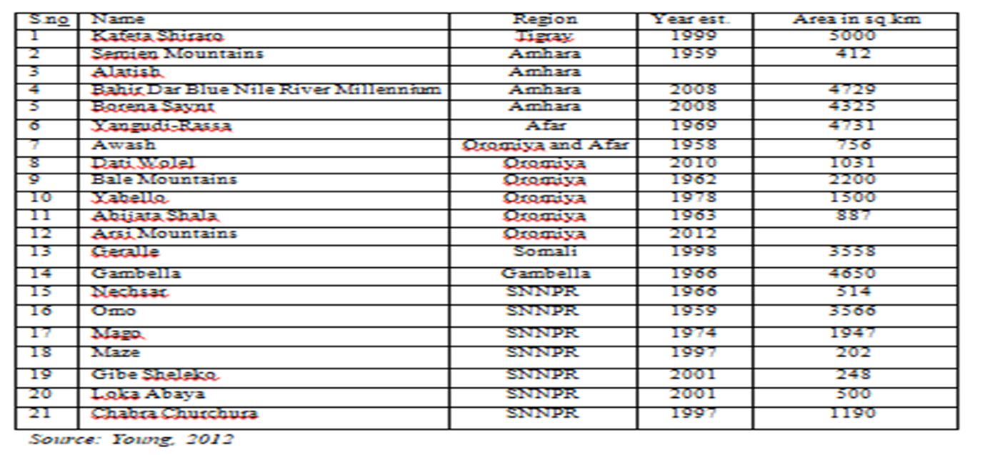 S.no Name Region Year est. Area in sq.km
1 Kafeta Shiraro Tigray 1999 5000
2 Semien Mountains Amhara 1959 412
3 Alatish Amhara
4 Bahir Dar Blue Nile River Millennium Amhara 2008 4729
5 Borena Saynt Amhara 2008 4325
6 Yangudi-Rassa Afar 1969 4731
7 Awash Oromiya and Afar 1958 756
8 Dati Wolel Oromiya 2010 1031
9 Bale Mountains Oromiya 1962 2200
10 Yabello Oromiya 1978 1500
11 Abijata Shala Oromiya 1963 887
12 Arsi Mountains Oromiya 2012
13 Geralle Somali 1998 3558
14 Gambella Gambella 1966 4650
15 Nechsar SNNPR 1966 514
16 Omo SNNPR 1959 3566
17 Mago SNNPR 1974 1947
18 Maze SNNPR 1997 202
19 Gibe Sheleko SNNPR 2001 248
20 Loka Abaya SNNPR 2001 500
21 Chabra Churchura SNNPR 1997 1190
Source: Young, 2012